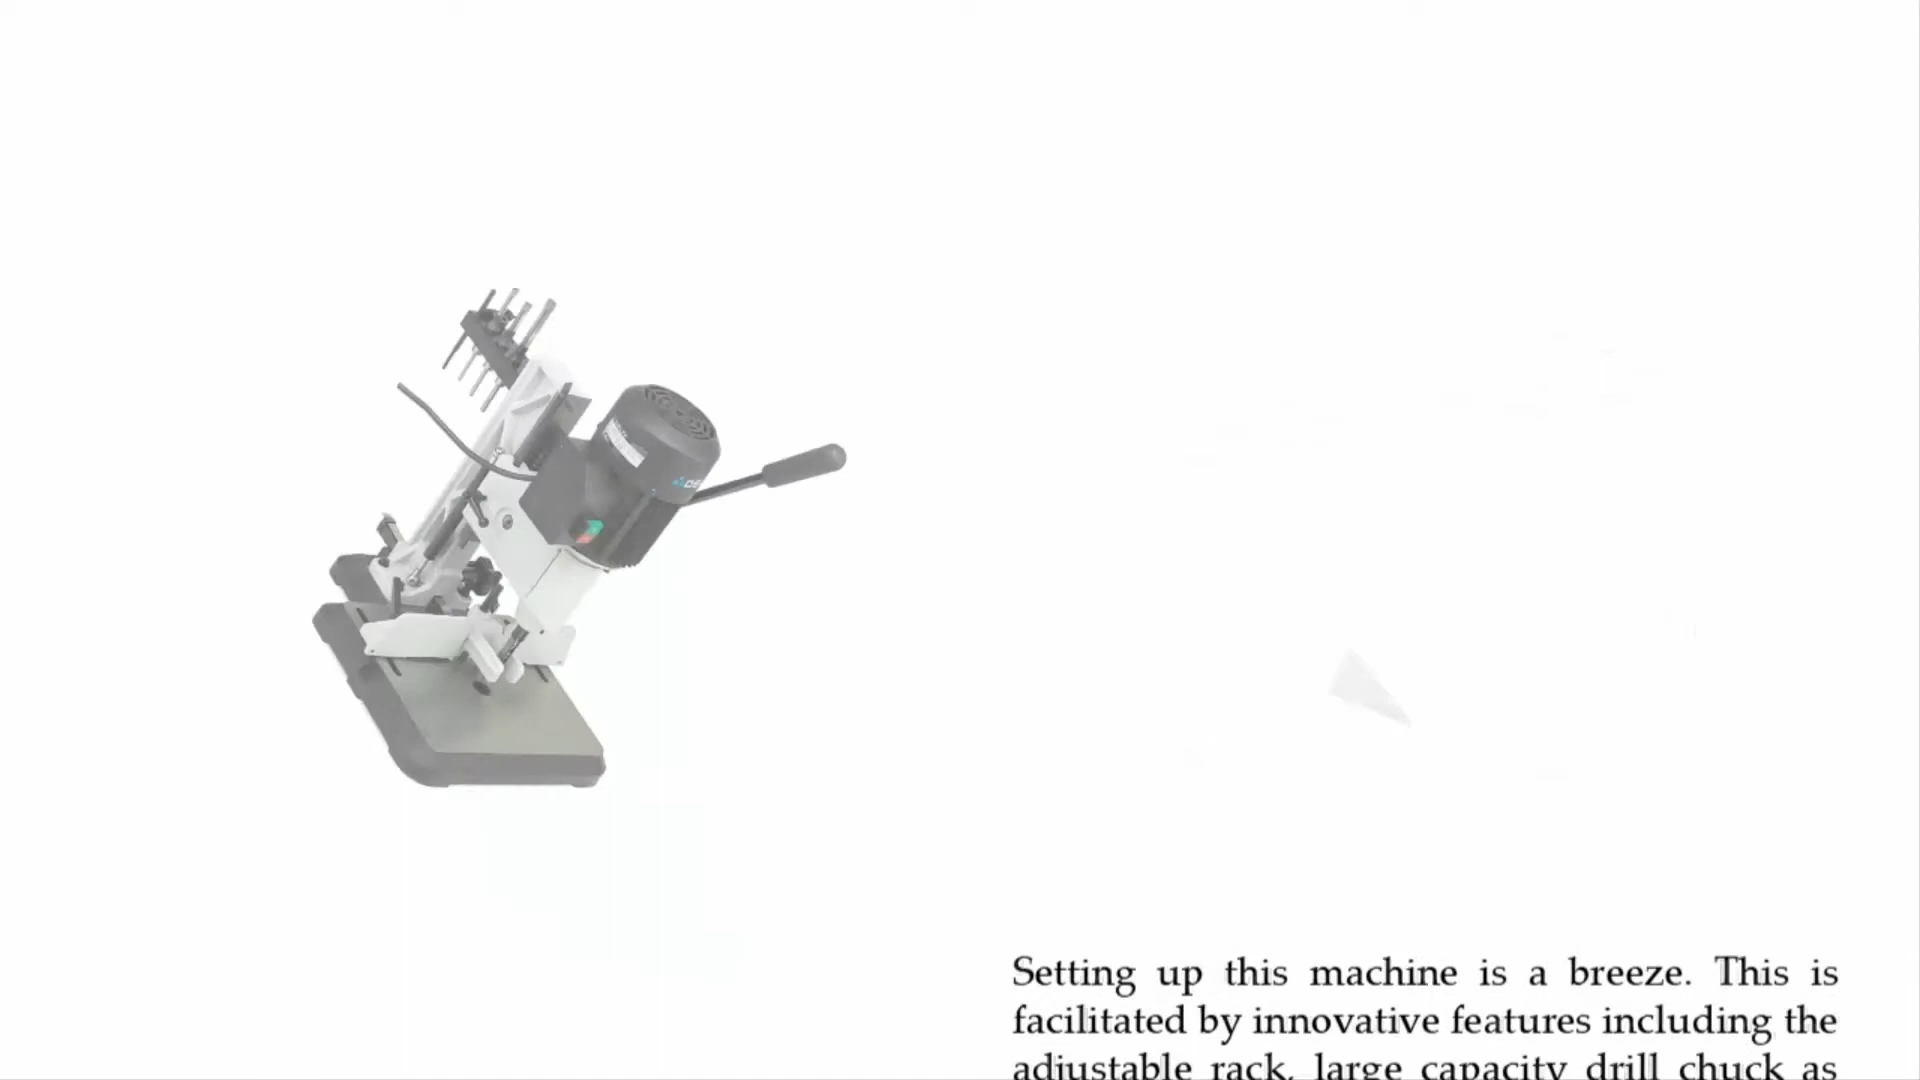 Setting up this machine is a breeze. This is
facilitated by innovative features including the
adjustable rack, large capacity drill chuck as